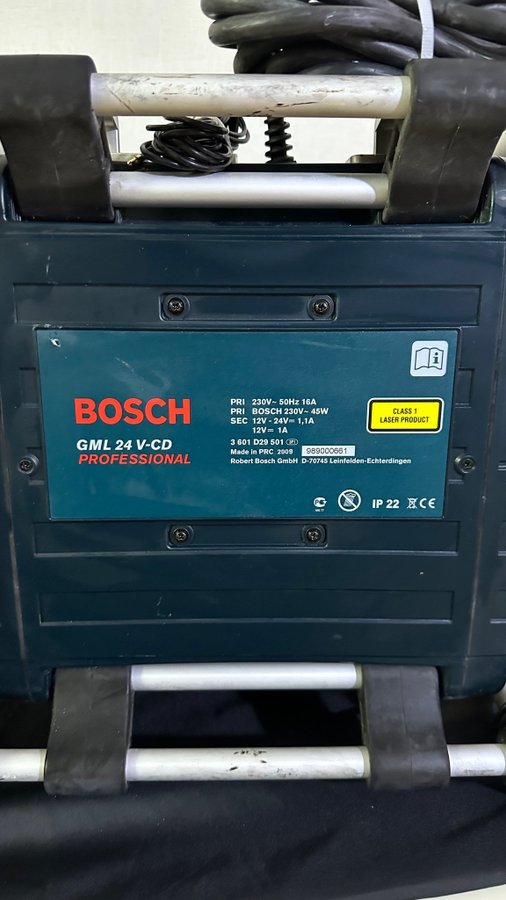 BOSCH
GML 24 V-CD
PROFESSIONAL
PRI 230V~ 50Hz 16A
PRI BOSCH 230V~ 45W
SEC 12V - 24V= 1,1A
12V= 1A
3 601 D29 501
Made in PRC 2009 989000661
Robert Bosch GmbH D-70745 Leinfelden-Echterdingen
CLASS 1
LASER PRODUCT
IP 22 CE